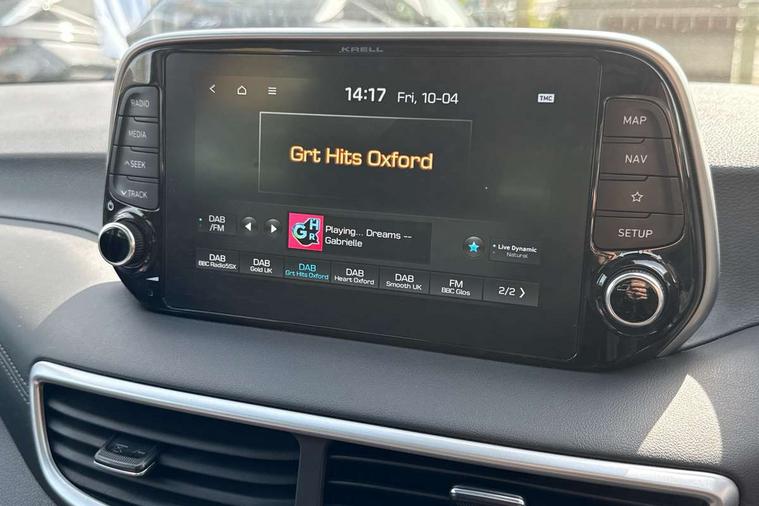 KRELL
14:17 Fri, 10-04
TMC
Grt Hits Oxford
RADIO
MEDIA
SEEK
TRACK
DAB
/FM
GHR
Playing... Dreams --
Gabrielle
Live Dynamic
Natural
DAB
BBC Radio5SX
DAB
Gold UK
DAB
Grt Hits Oxford
DAB
Heart Oxford
DAB
Smooth UK
FM
BBC Glos
2/2
MAP
NAV
SETUP